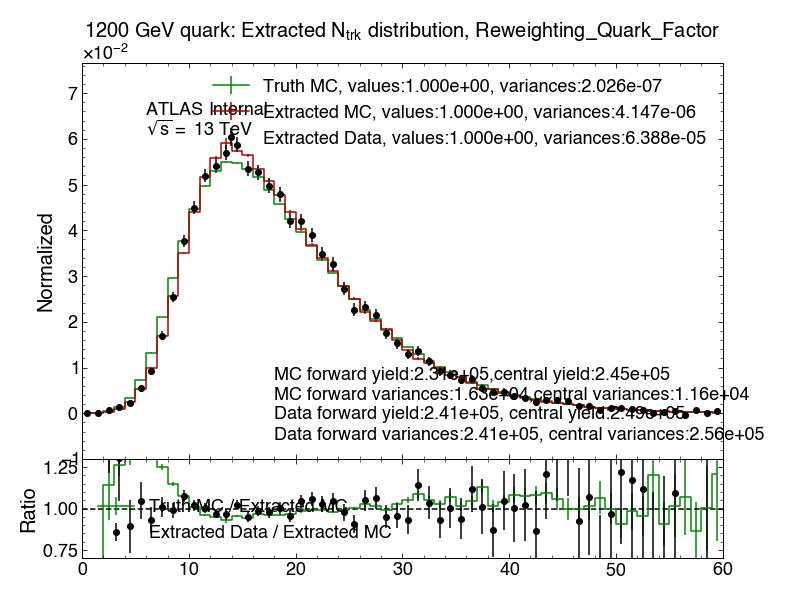 1200 GeV quark: Extracted Ntrk distribution, Reweighting_Quark_Factor
×10−2
Truth MC, values:1.000e+00, variances:2.026e-07
ATLAS Internal
Extracted MC, values:1.000e+00, variances:4.147e-06
√s = 13 TeV
Extracted Data, values:1.000e+00, variances:6.388e-05
7
6
5
4
3
2
1
0
1
Normalized
MC forward yield:2.31e+05,central yield:2.45e+05
MC forward variances:1.63e+04,central variances:1.16e+04
Data forward yield:2.41e+05, central yield:2.49e+05
Data forward variances:2.41e+05, central variances:2.56e+05
1.25
1.00
0.75
Ratio
Truth MC / Extracted MC
Extracted Data / Extracted MC
0 10 20 30 40 50 60